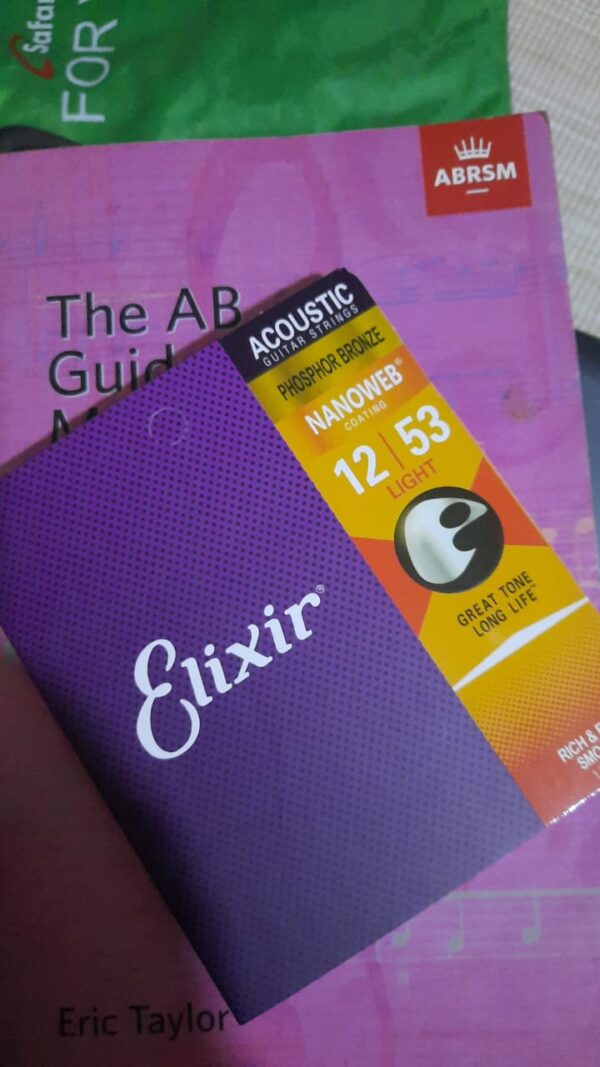 Safari
FOR
ABRSM
The AB
Guid
ACOUSTIC
GUITAR STRINGS
PHOSPHOR BRONZE
NANOWEB®
COATING
12 | 53
LIGHT
Elixir®
GREAT TONE
LONG LIFE™
RICH &
Eric Taylor